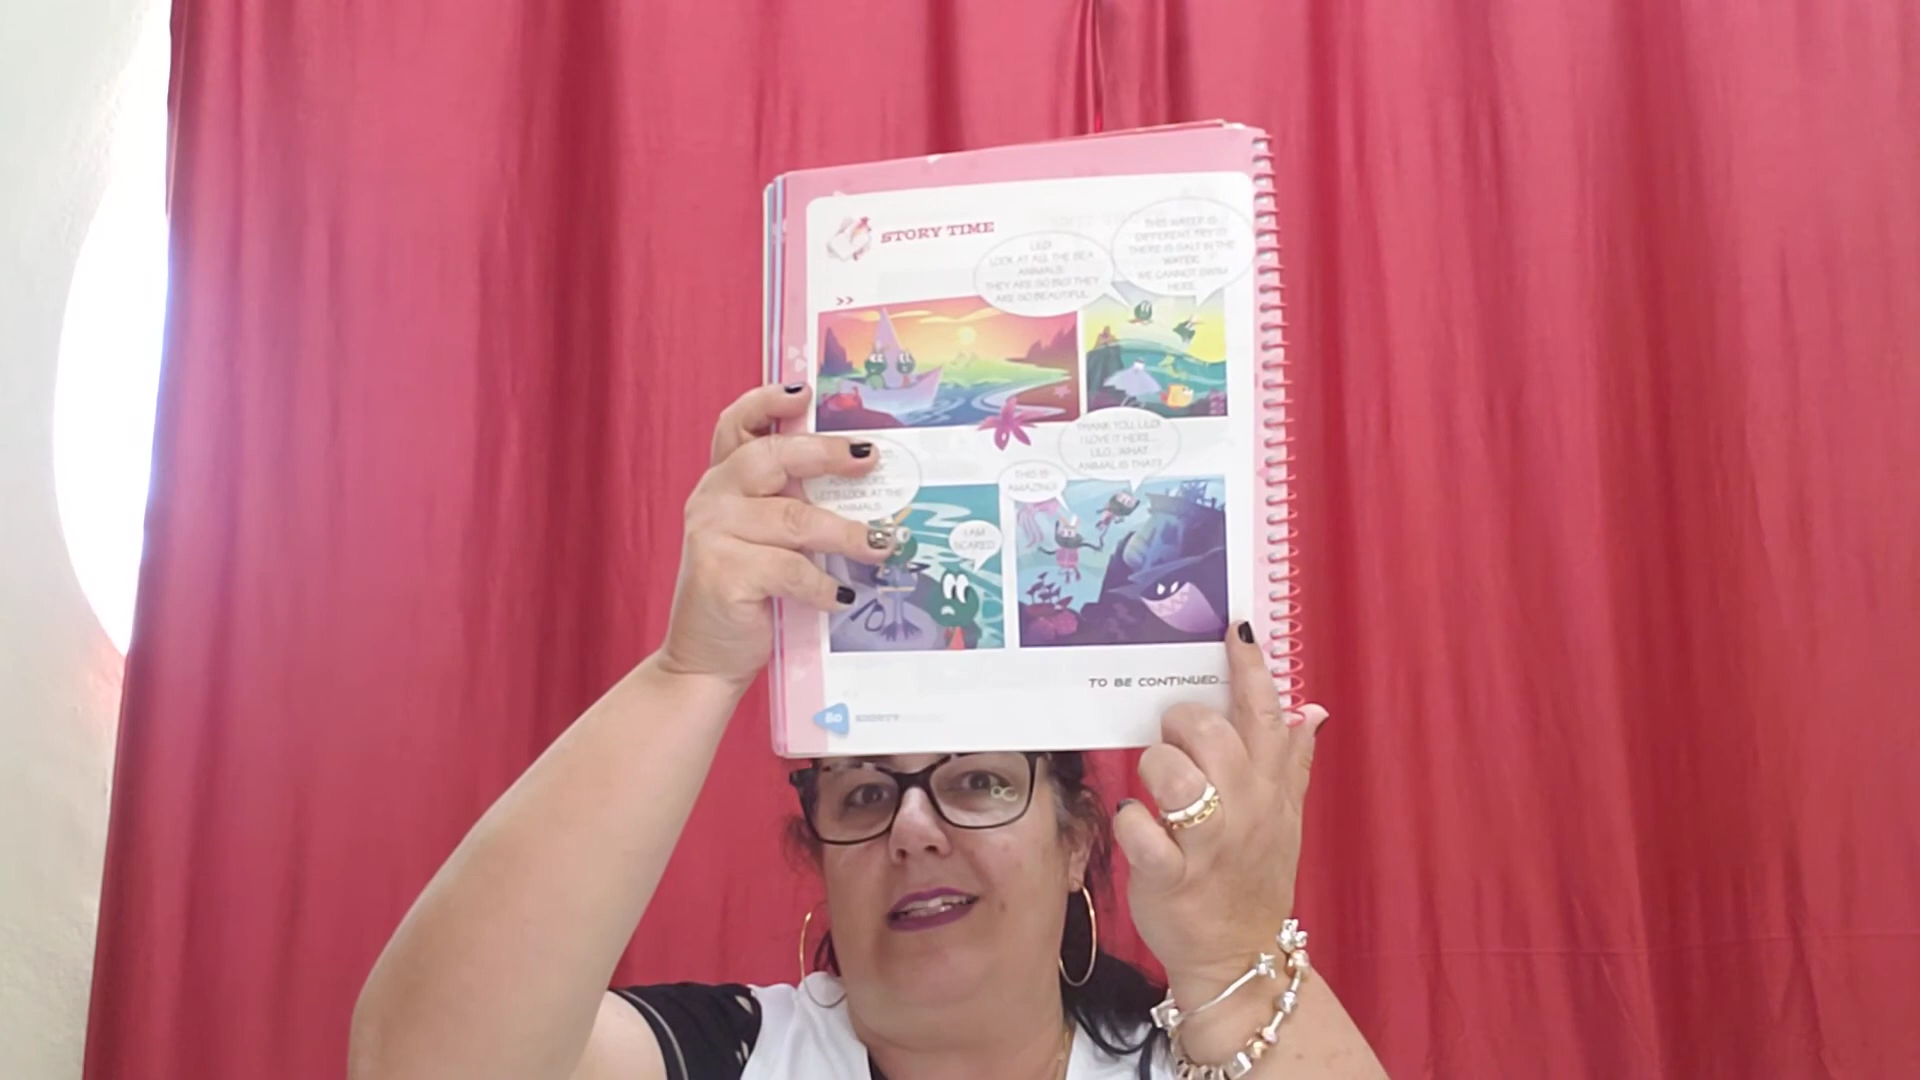 STORY TIME
LILO!
LOOK AT ALL THE SEA
ANIMALS.
THEY ARE SO BIG! THEY
ARE SO BEAUTIFUL.
THIS WATER IS
DIFFERENT,
THERE IS SALT IN THE
WATER.
WE CANNOT SWIM
HERE.
>>
ADVENTURE.
LET'S LOOK AT THE
ANIMALS.
I AM
SCARED
THIS IS
AMAZING!
THANK YOU, LILO!
I LOVE IT HERE...
LILO... WHAT
ANIMAL IS THAT?
TO BE CONTINUED...
80
EIGHTY